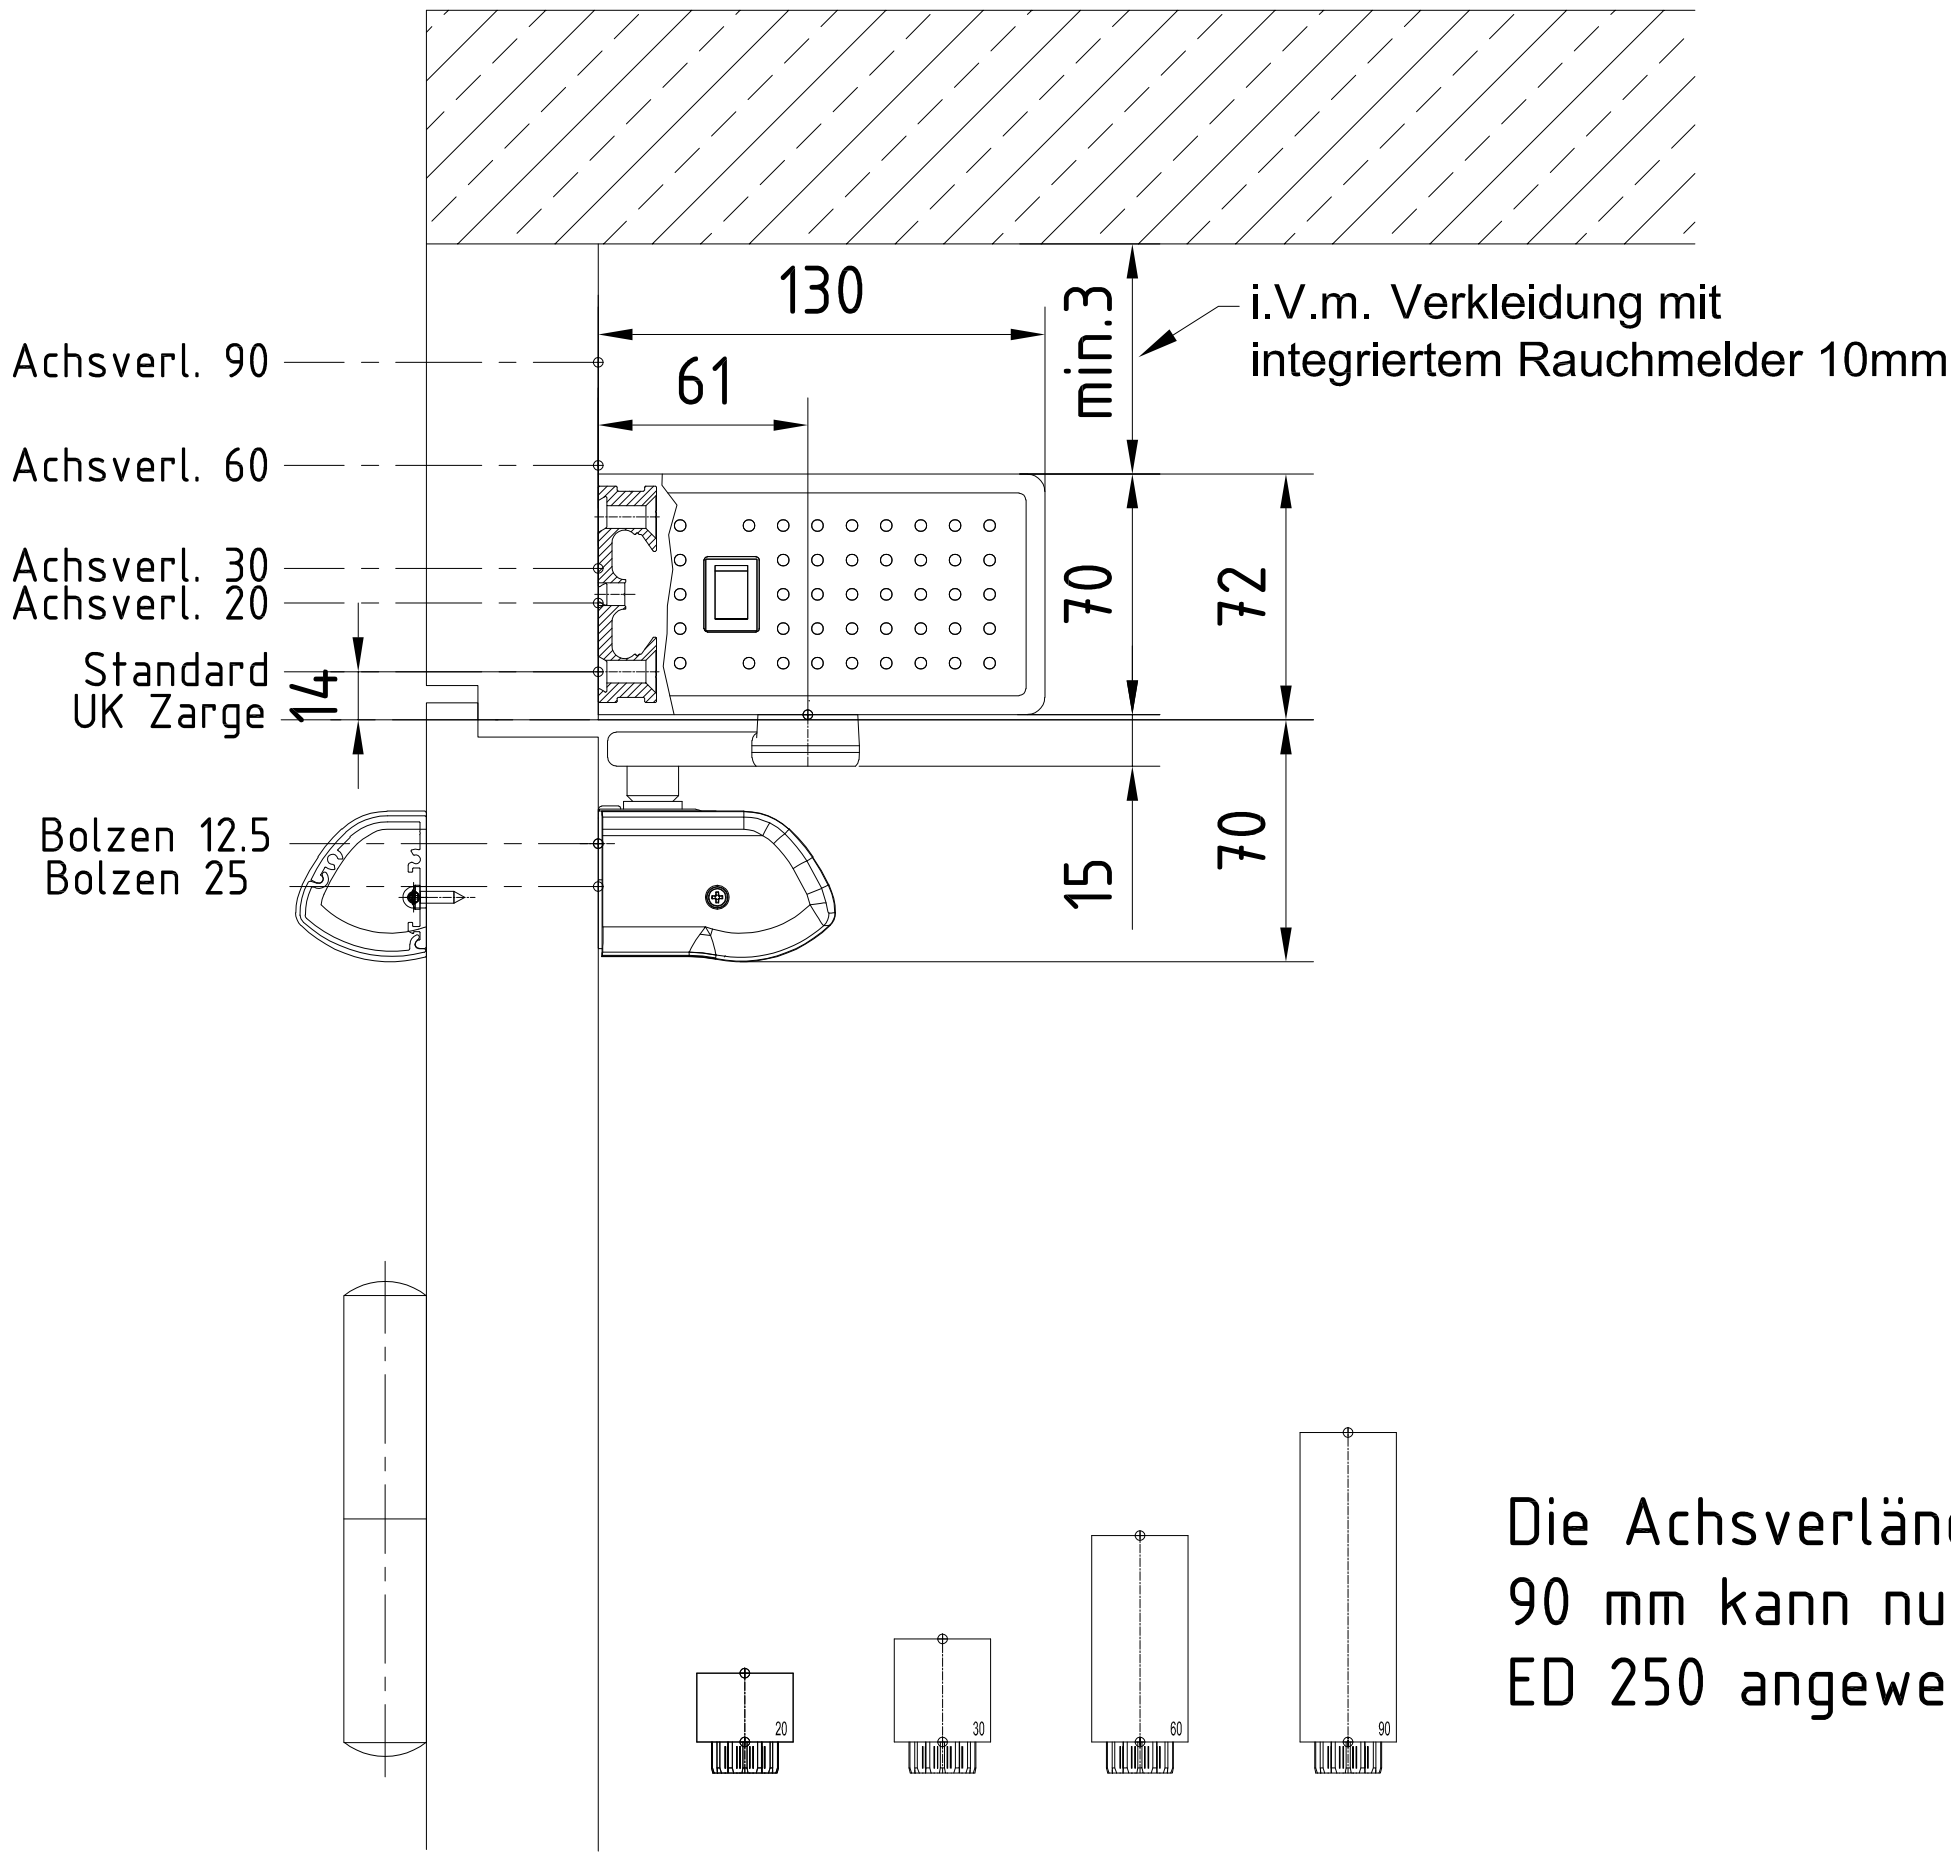 130
min.3
i.V.m. Verkleidung mit
integriertem Rauchmelder 10mm
Achsverl. 90
61
Achsverl. 60
Achsverl. 30
Achsverl. 20
70
72
Standard
14
UK Zarge
Bolzen 12.5
Bolzen 25
15
70
Die Achsverlän
90 mm kann nu
ED 250 angewe
20
30
60
90